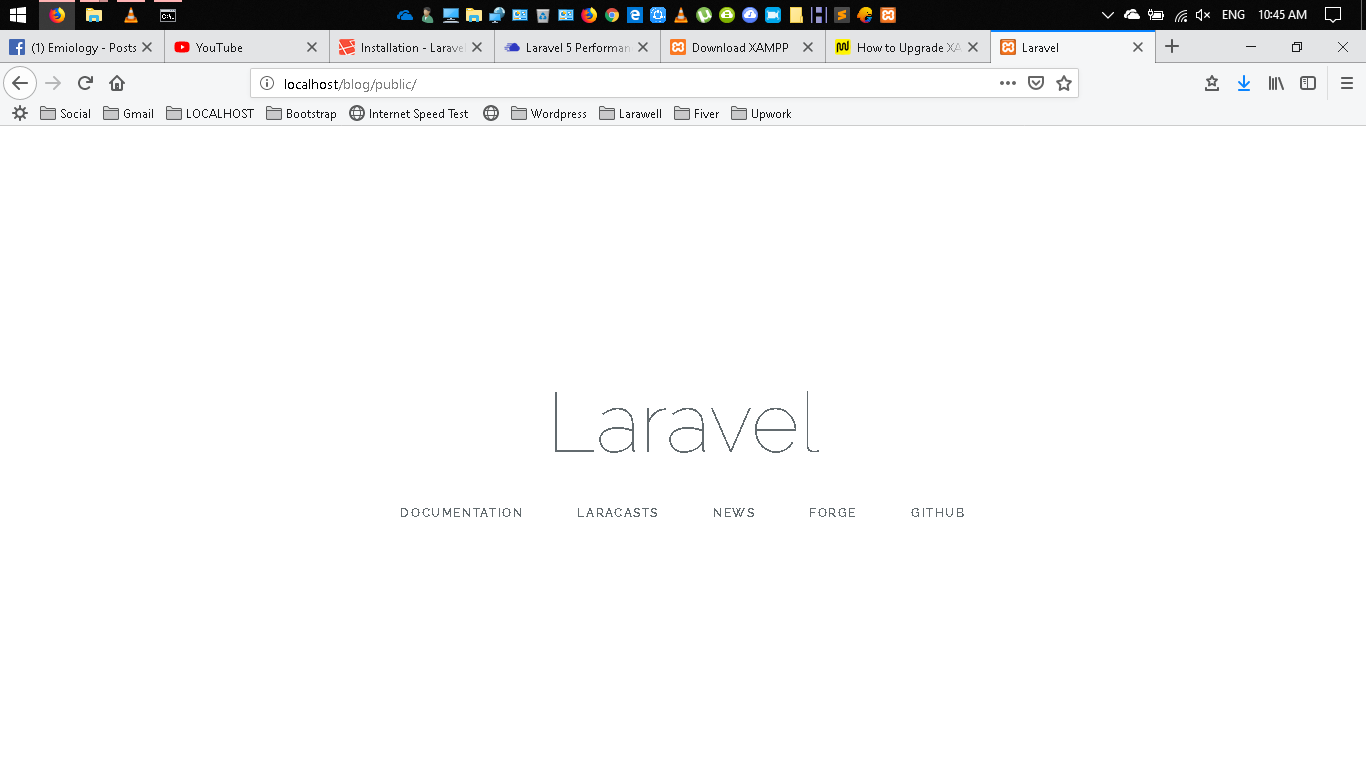 ENG 10:45 AM
(1) Emiology - Posts YouTube Installation - Larave Laravel 5 Performan Download XAMPP How to Upgrade XA Laravel
localhost/blog/public/
Social Gmail LOCALHOST Bootstrap Internet Speed Test Wordpress Larawell Fiver Upwork
Laravel
DOCUMENTATION LARACASTS NEWS FORGE GITHUB